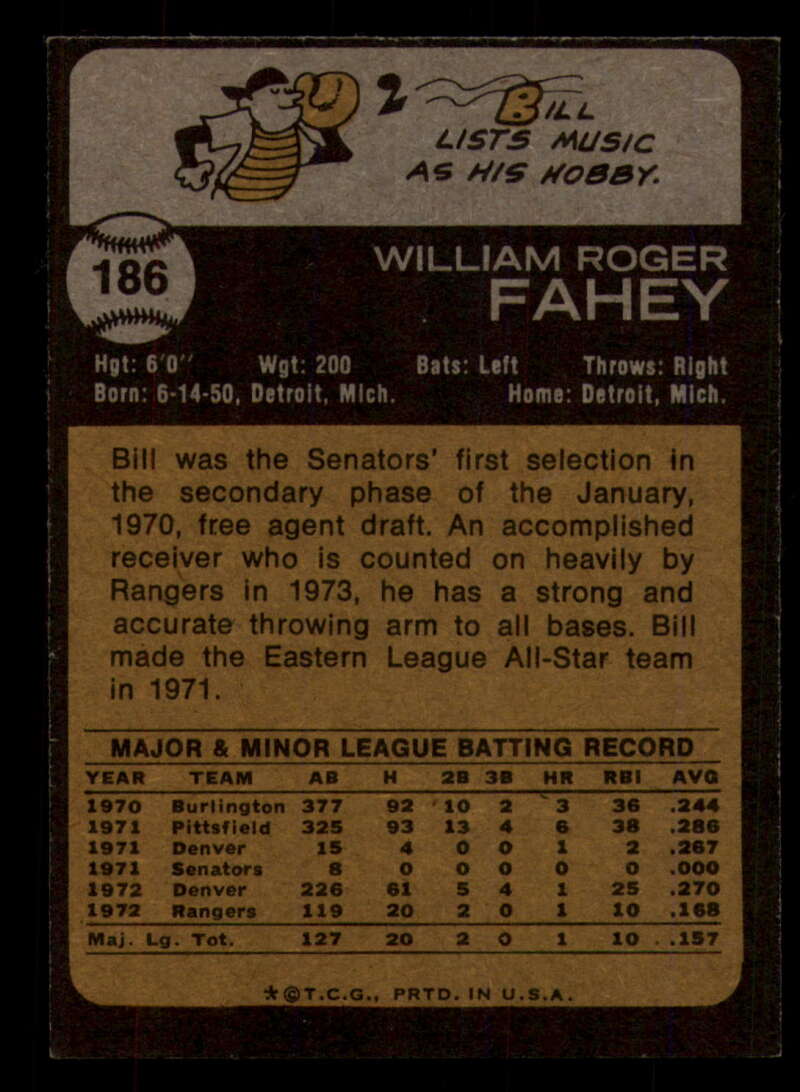 BILL
LISTS MUSIC
AS HIS HOBBY.
186
WILLIAM ROGER
FAHEY
Hgt: 6'0" Wgt: 200 Bats: Left Throws: Right
Born: 6-14-50, Detroit, Mich. Home: Detroit, Mich.
Bill was the Senators' first selection in
the secondary phase of the January,
1970, free agent draft. An accomplished
receiver who is counted on heavily by
Rangers in 1973, he has a strong and
accurate throwing arm to all bases. Bill
made the Eastern League All-Star team
in 1971.
MAJOR & MINOR LEAGUE BATTING RECORD
YEAR TEAM AB H 2B 3B HR RBI AVG
1970 Burlington 377 92 10 2 3 36 .244
1971 Pittsfield 325 93 13 4 6 38 .286
1971 Denver 15 4 0 0 1 2 .267
1971 Senators 8 0 0 0 0 0 .000
1972 Denver 226 61 5 4 1 25 .270
1972 Rangers 119 20 2 0 1 10 .168
Maj. Lg. Tot. 127 20 2 0 1 10 .157
*©T.C.G., PRTD. IN U.S.A.